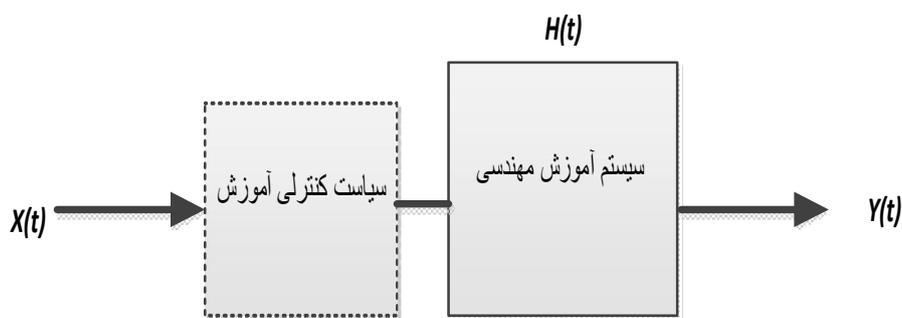 H(t)
سیستم آموزش مهندسی
سیاست کنترلی آموزش
X(t)
Y(t)